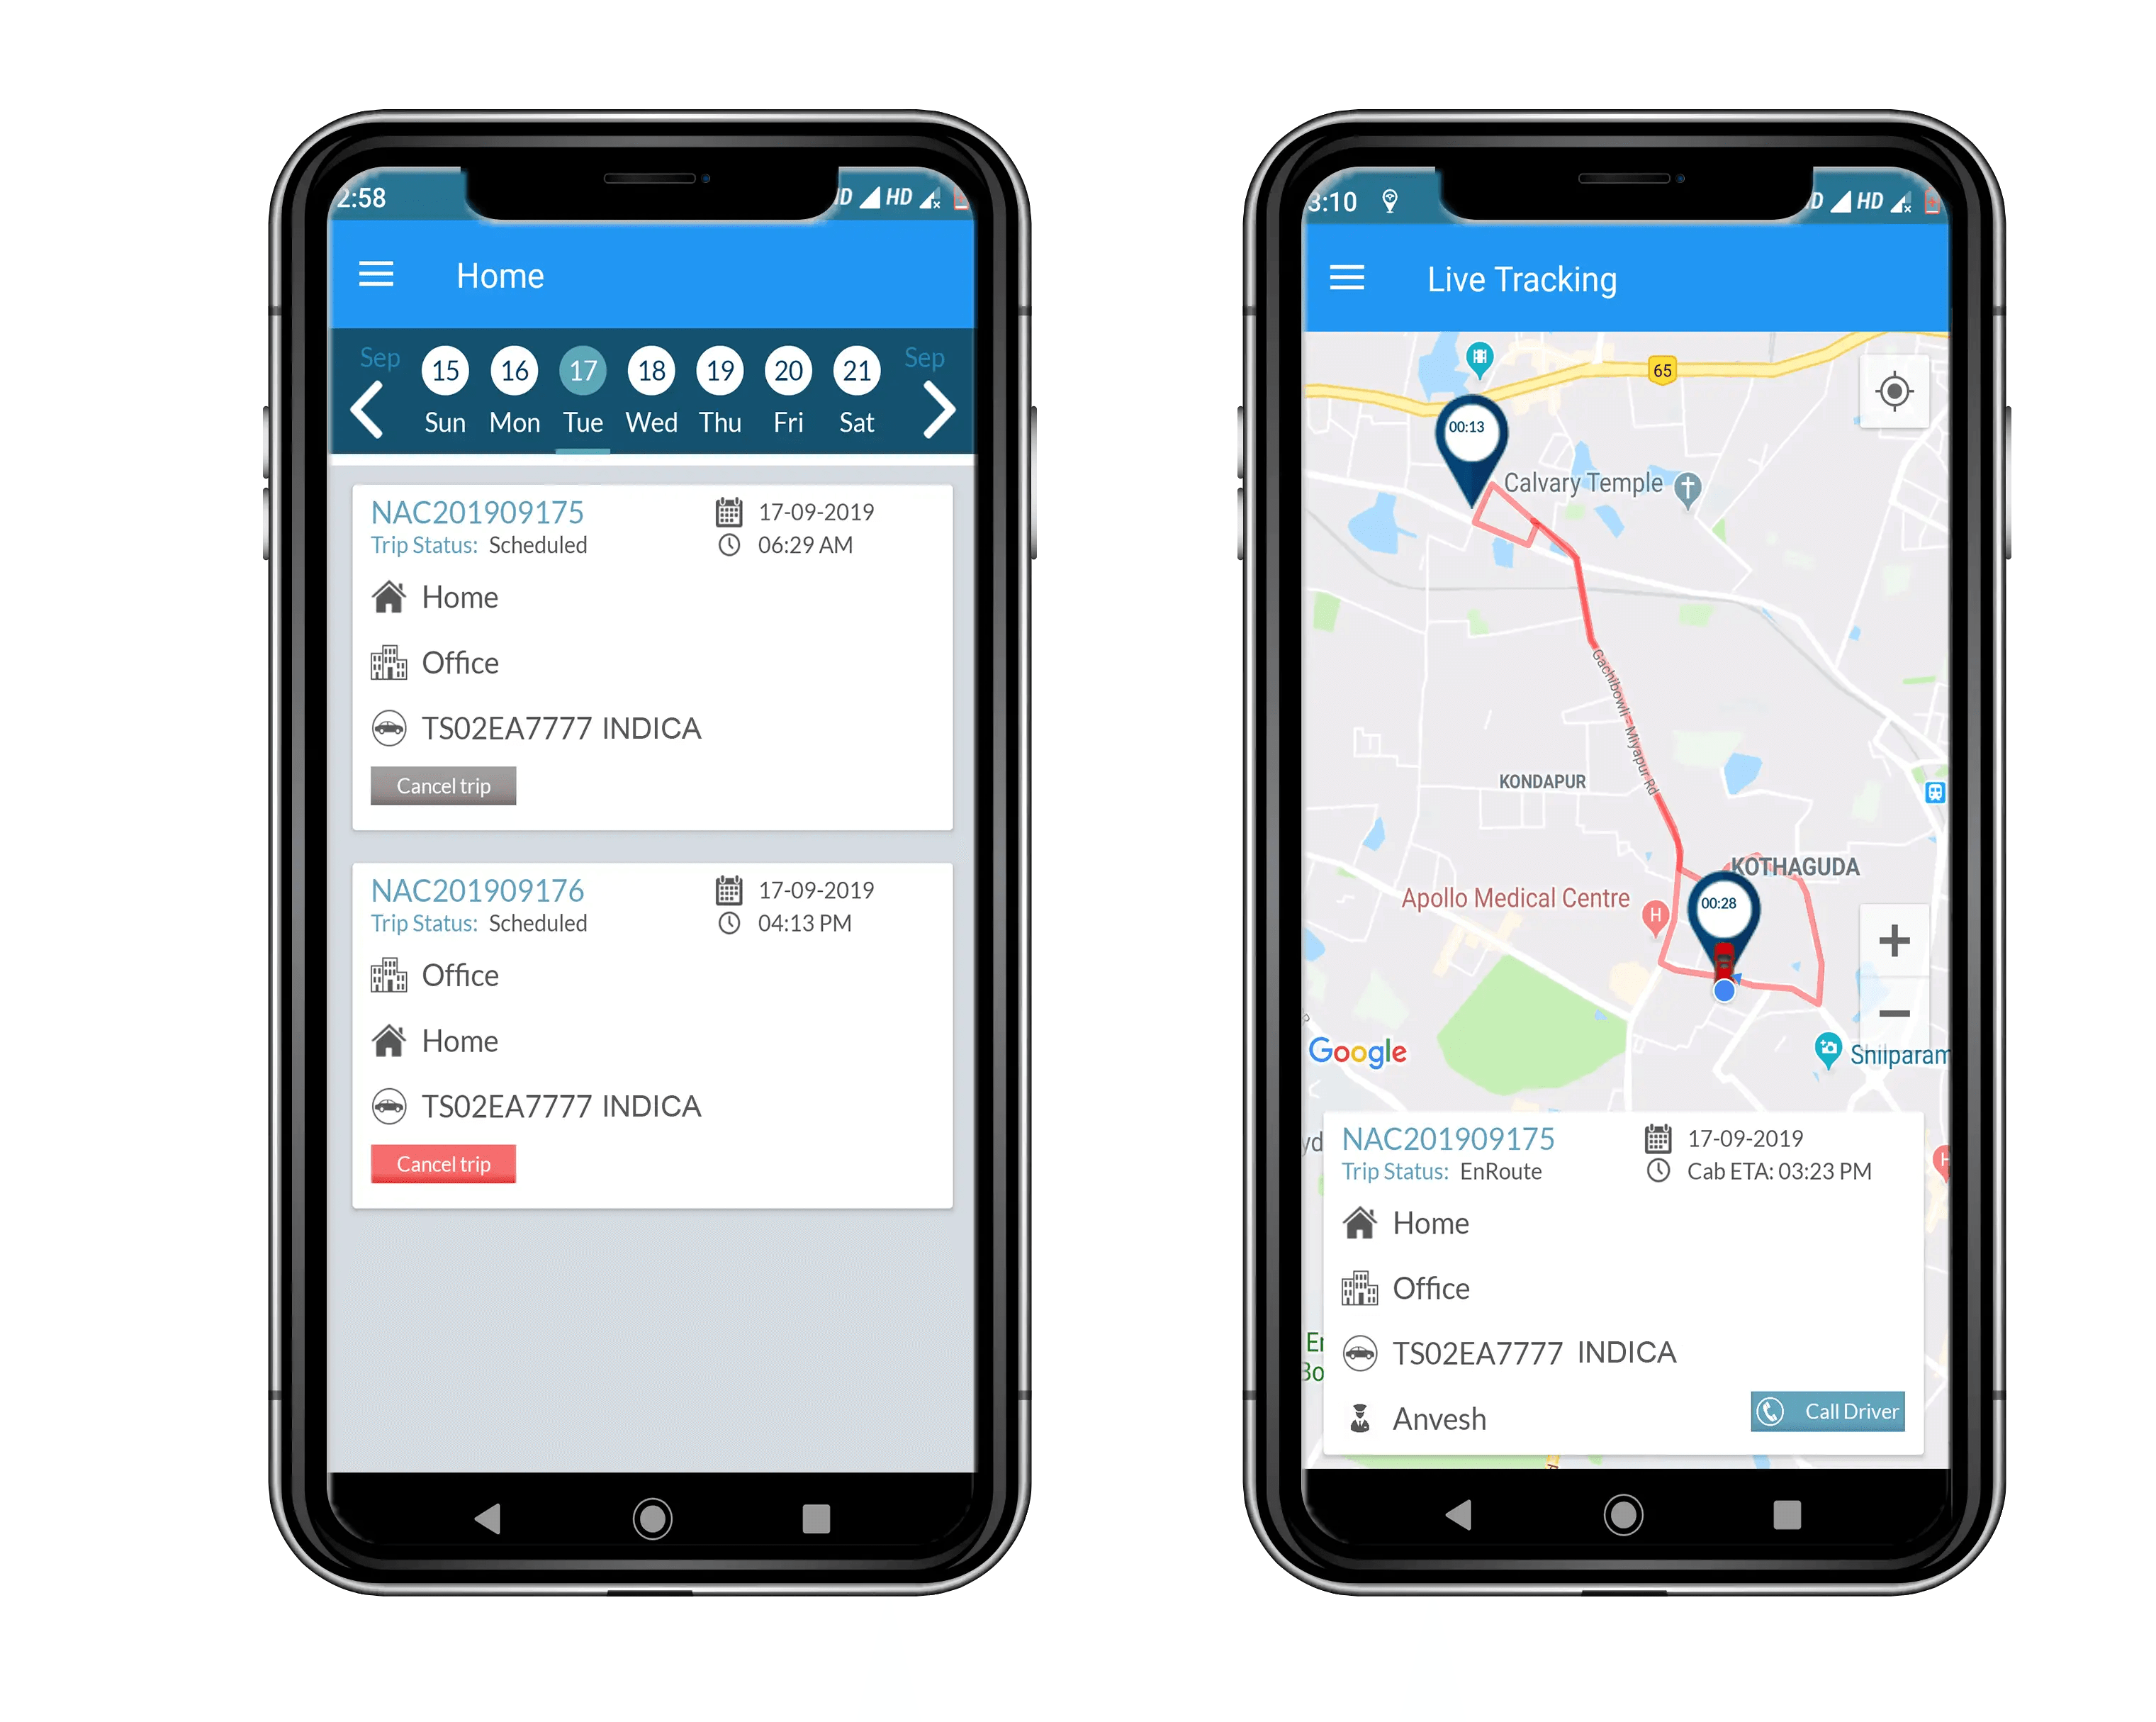 2:58
HD
Home
Sep
15
16
17
18
19
20
21
Sep
Sun
Mon
Tue
Wed
Thu
Fri
Sat
NAC201909175
17-09-2019
Trip Status: Scheduled
06:29 AM
Home
Office
TS02EA7777 INDICA
Cancel trip
NAC201909176
17-09-2019
Trip Status: Scheduled
04:13 PM
Office
Home
TS02EA7777 INDICA
Cancel trip
3:10
HD
Live Tracking
65
00:13
Calvary Temple
Gachibowli - Miyapur Rd
KONDAPUR
KOTHAGUDA
Apollo Medical Centre
H
00:28
Google
Shilparam
NAC201909175
17-09-2019
Trip Status: EnRoute
Cab ETA: 03:23 PM
Home
Office
TS02EA7777 INDICA
Anvesh
Call Driver